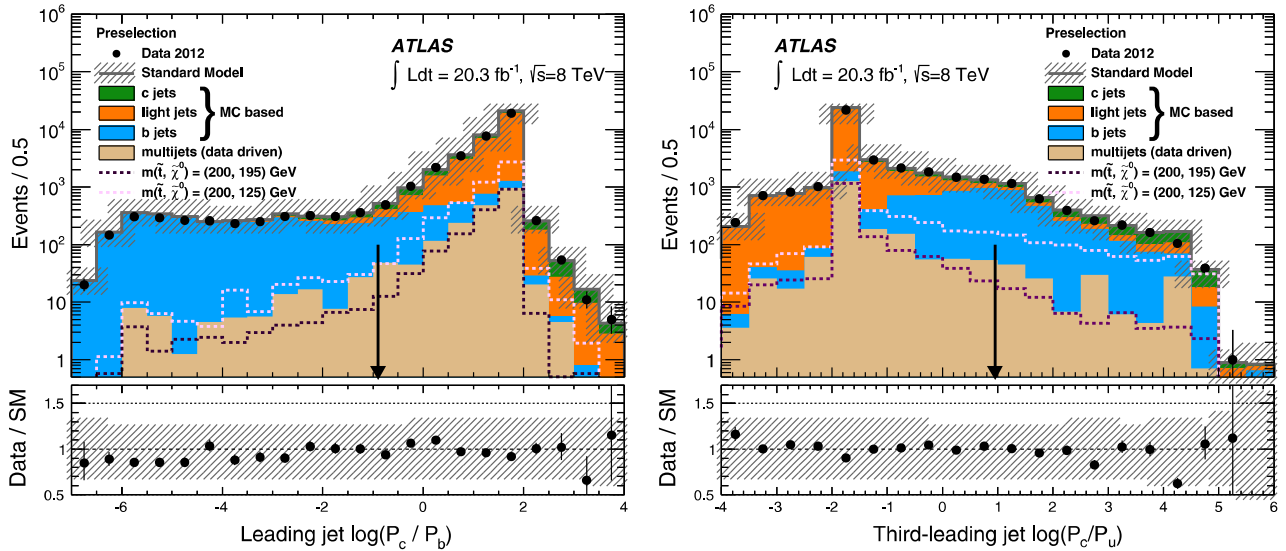 Preselection
Data 2012
Standard Model
c jets
light jets
b jets
} MC based
multijets (data driven)
m(t̃, χ̃⁰) = (200, 195) GeV
m(t̃, χ̃⁰) = (200, 125) GeV
ATLAS
∫ Ldt = 20.3 fb⁻¹, √s=8 TeV
Events / 0.5
10⁶
10⁵
10⁴
10³
10²
10
1
Data / SM
1.5
1
0.5
-6 -4 -2 0 2 4
Leading jet log(P_c / P_b)
Preselection
Data 2012
Standard Model
c jets
light jets
b jets
} MC based
multijets (data driven)
m(t̃, χ̃⁰) = (200, 195) GeV
m(t̃, χ̃⁰) = (200, 125) GeV
ATLAS
∫ Ldt = 20.3 fb⁻¹, √s=8 TeV
Events / 0.5
10⁶
10⁵
10⁴
10³
10²
10
1
Data / SM
1.5
1
0.5
-4 -3 -2 -1 0 1 2 3 4 5 6
Third-leading jet log(P_c/P_u)